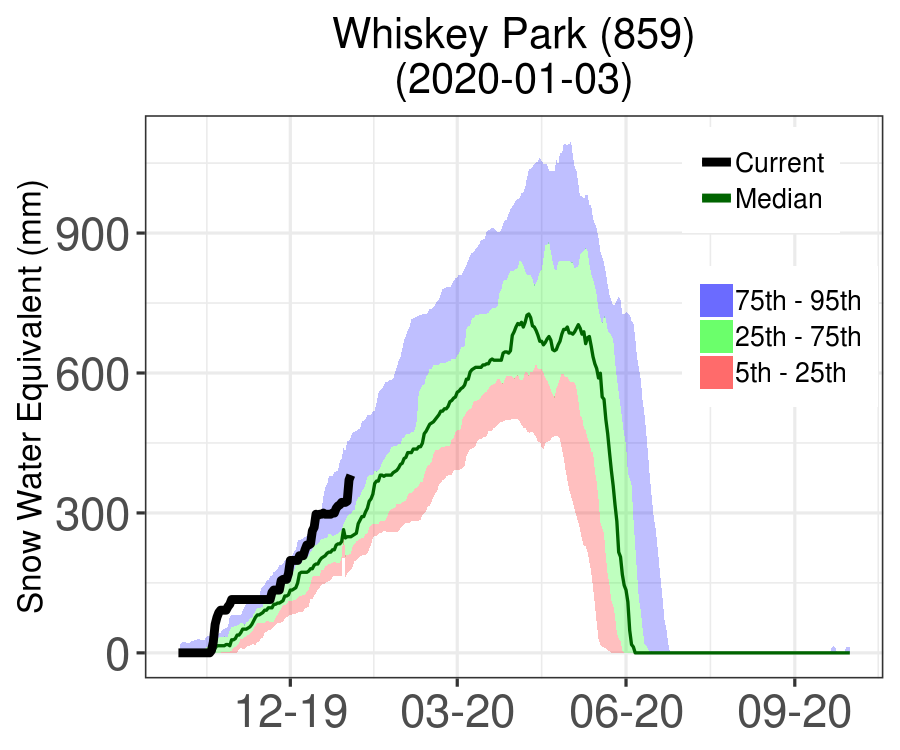 Whiskey Park (859)
(2020-01-03)
Snow Water Equivalent (mm)
900
600
300
0
12-19
03-20
06-20
09-20
Current
Median
75th - 95th
25th - 75th
5th - 25th